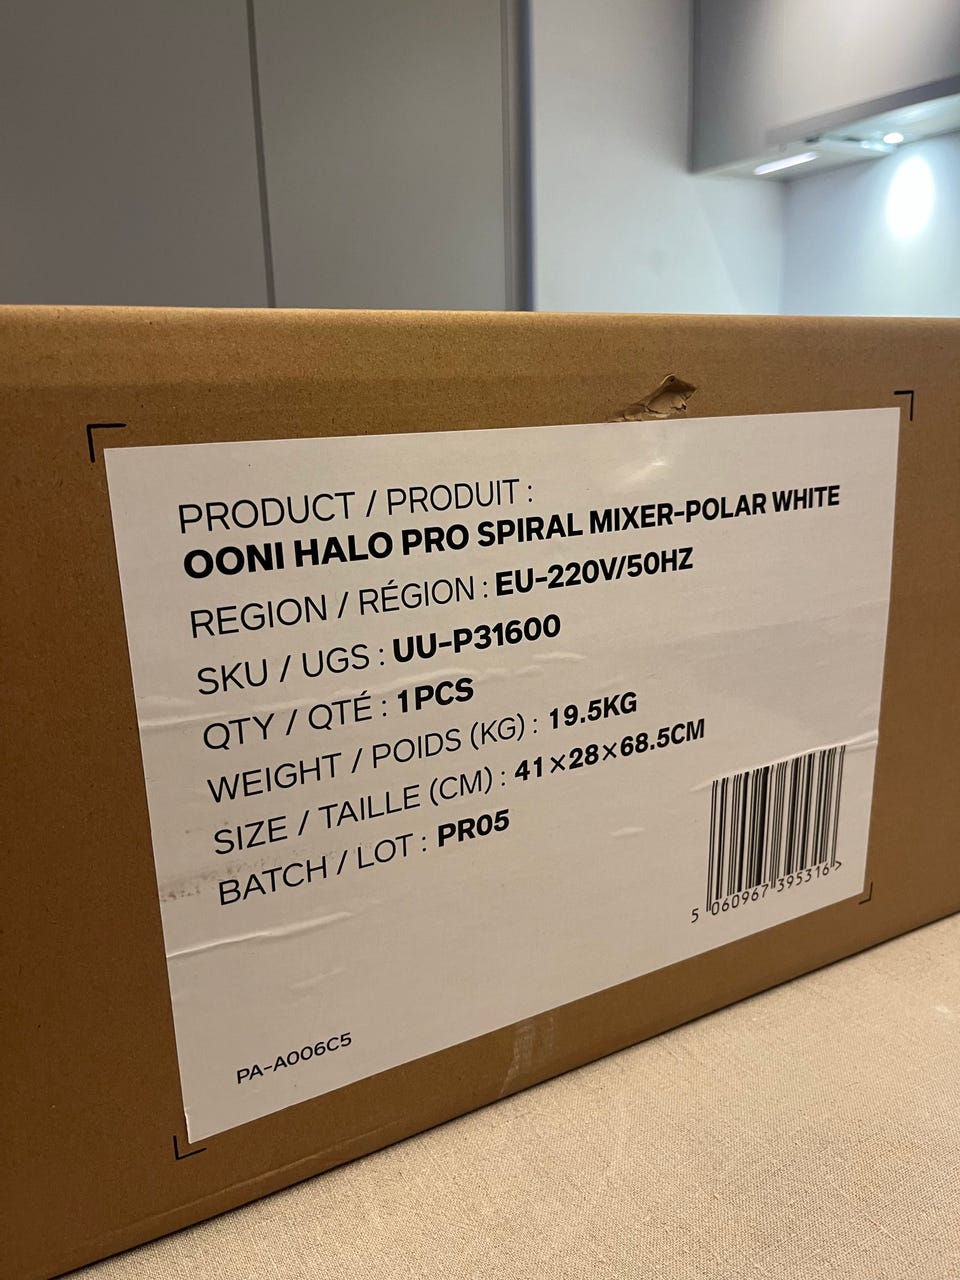 PRODUCT / PRODUIT :
OONI HALO PRO SPIRAL MIXER-POLAR WHITE
REGION / RÉGION : EU-220V/50HZ
SKU / UGS : UU-P31600
QTY / QTÉ : 1PCS
WEIGHT / POIDS (KG) : 19.5KG
SIZE / TAILLE (CM) : 41×28×68.5CM
BATCH / LOT : PR05
5 060967 395316 >
PA-A006C5